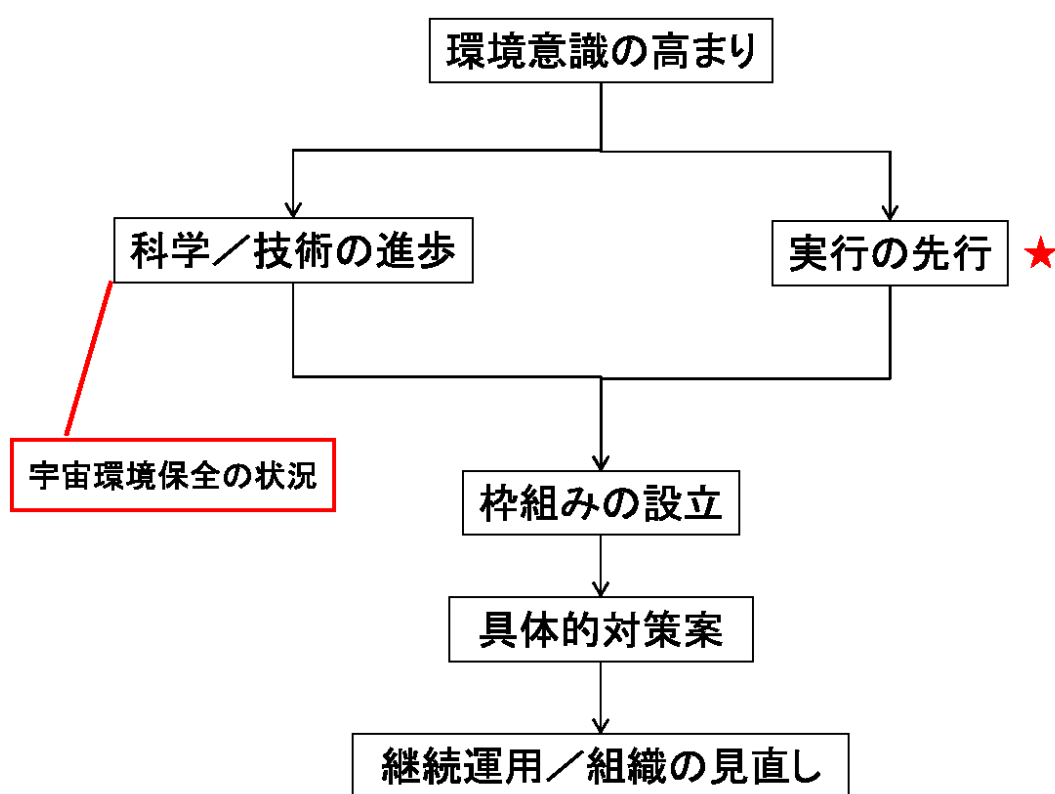 環境意識の高まり
科学／技術の進歩
実行の先行 ★
宇宙環境保全の状況
枠組みの設立
具体的対策案
継続運用／組織の見直し